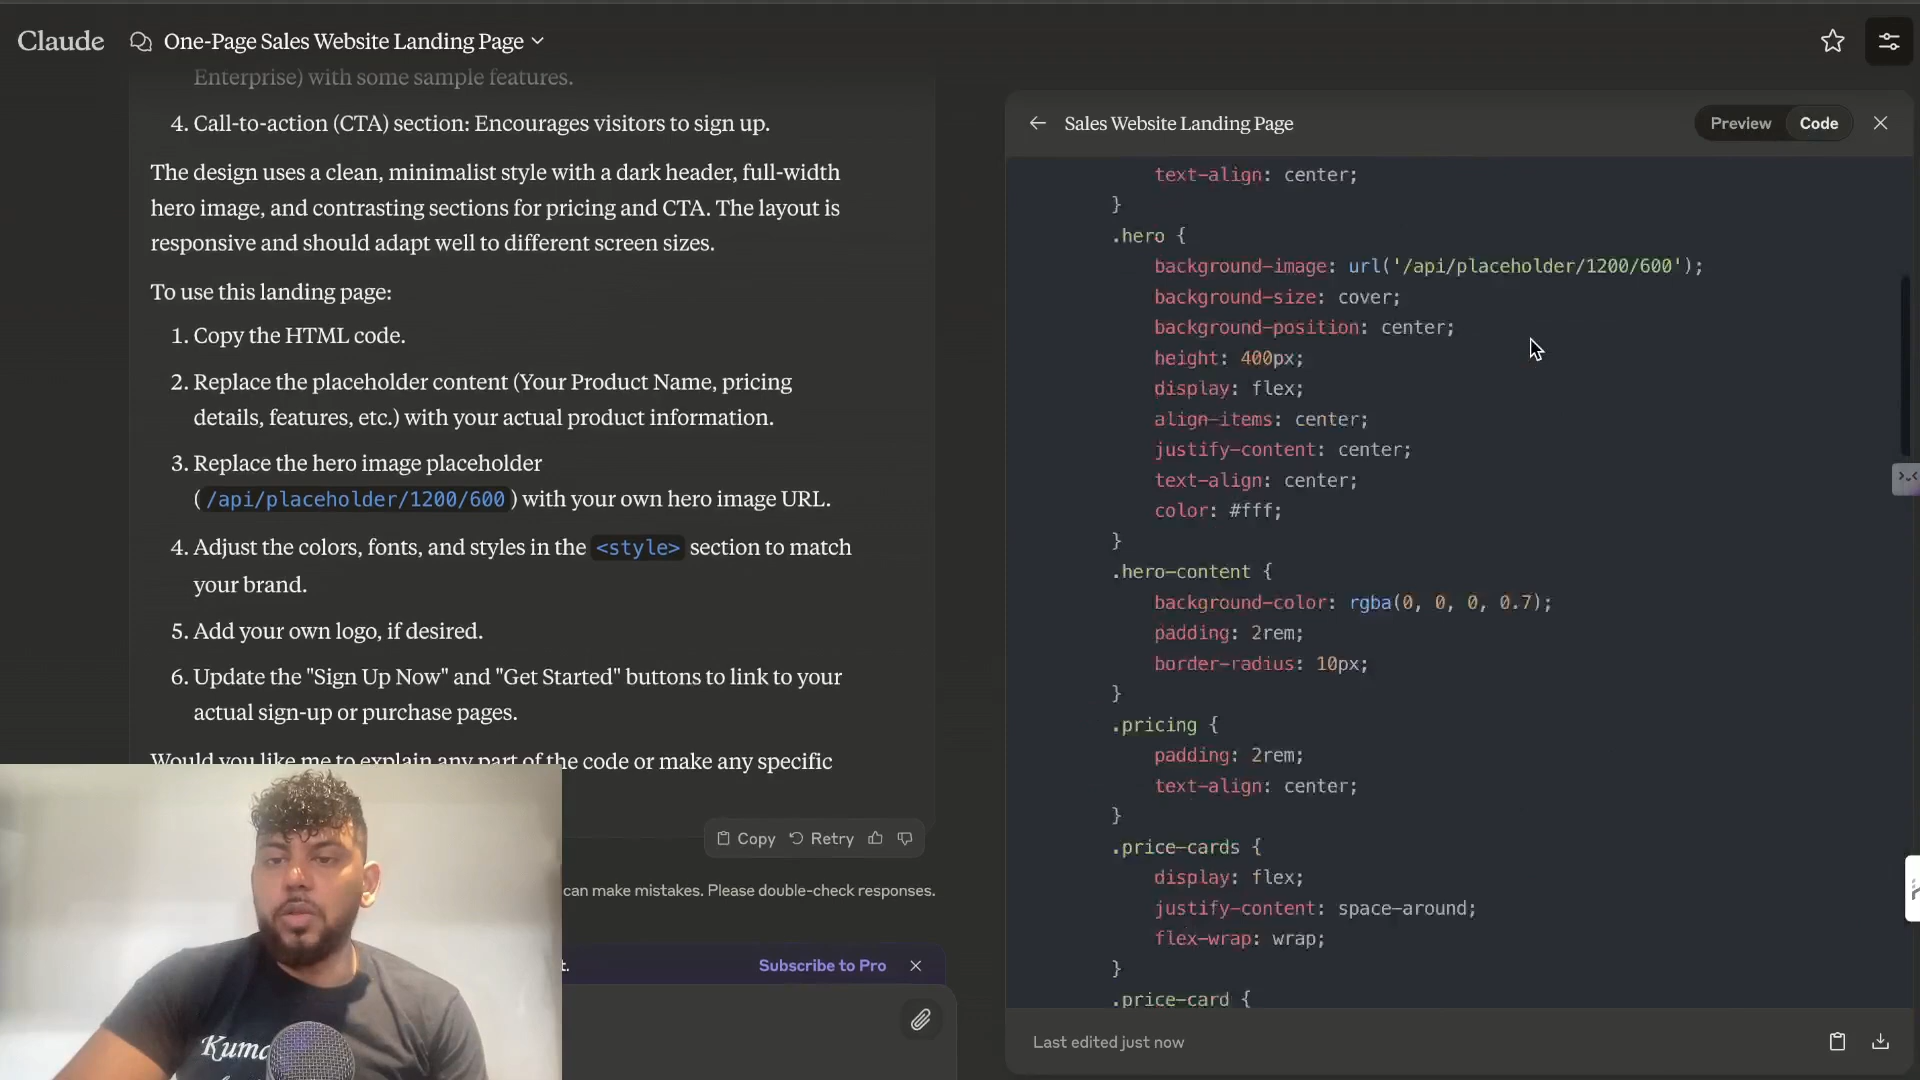 Claude
One-Page Sales Website Landing Page
Enterprise) with some sample features.
4. Call-to-action (CTA) section: Encourages visitors to sign up.
The design uses a clean, minimalist style with a dark header, full-width
hero image, and contrasting sections for pricing and CTA. The layout is
responsive and should adapt well to different screen sizes.
To use this landing page:
1. Copy the HTML code.
2. Replace the placeholder content (Your Product Name, pricing
details, features, etc.) with your actual product information.
3. Replace the hero image placeholder
( /api/placeholder/1200/600 ) with your own hero image URL.
4. Adjust the colors, fonts, and styles in the <style> section to match
your brand.
5. Add your own logo, if desired.
6. Update the "Sign Up Now" and "Get Started" buttons to link to your
actual sign-up or purchase pages.
Would you like me to explain any part of the code or make any specific
Copy Retry
can make mistakes. Please double-check responses.
t.
Subscribe to Pro
Sales Website Landing Page
Preview Code
text-align: center;
}
.hero {
background-image: url('/api/placeholder/1200/600');
background-size: cover;
background-position: center;
height: 400px;
display: flex;
align-items: center;
justify-content: center;
text-align: center;
color: #fff;
}
.hero-content {
background-color: rgba(0, 0, 0, 0.7);
padding: 2rem;
border-radius: 10px;
}
.pricing {
padding: 2rem;
text-align: center;
}
.price-cards {
display: flex;
justify-content: space-around;
flex-wrap: wrap;
}
.price-card {
Last edited just now